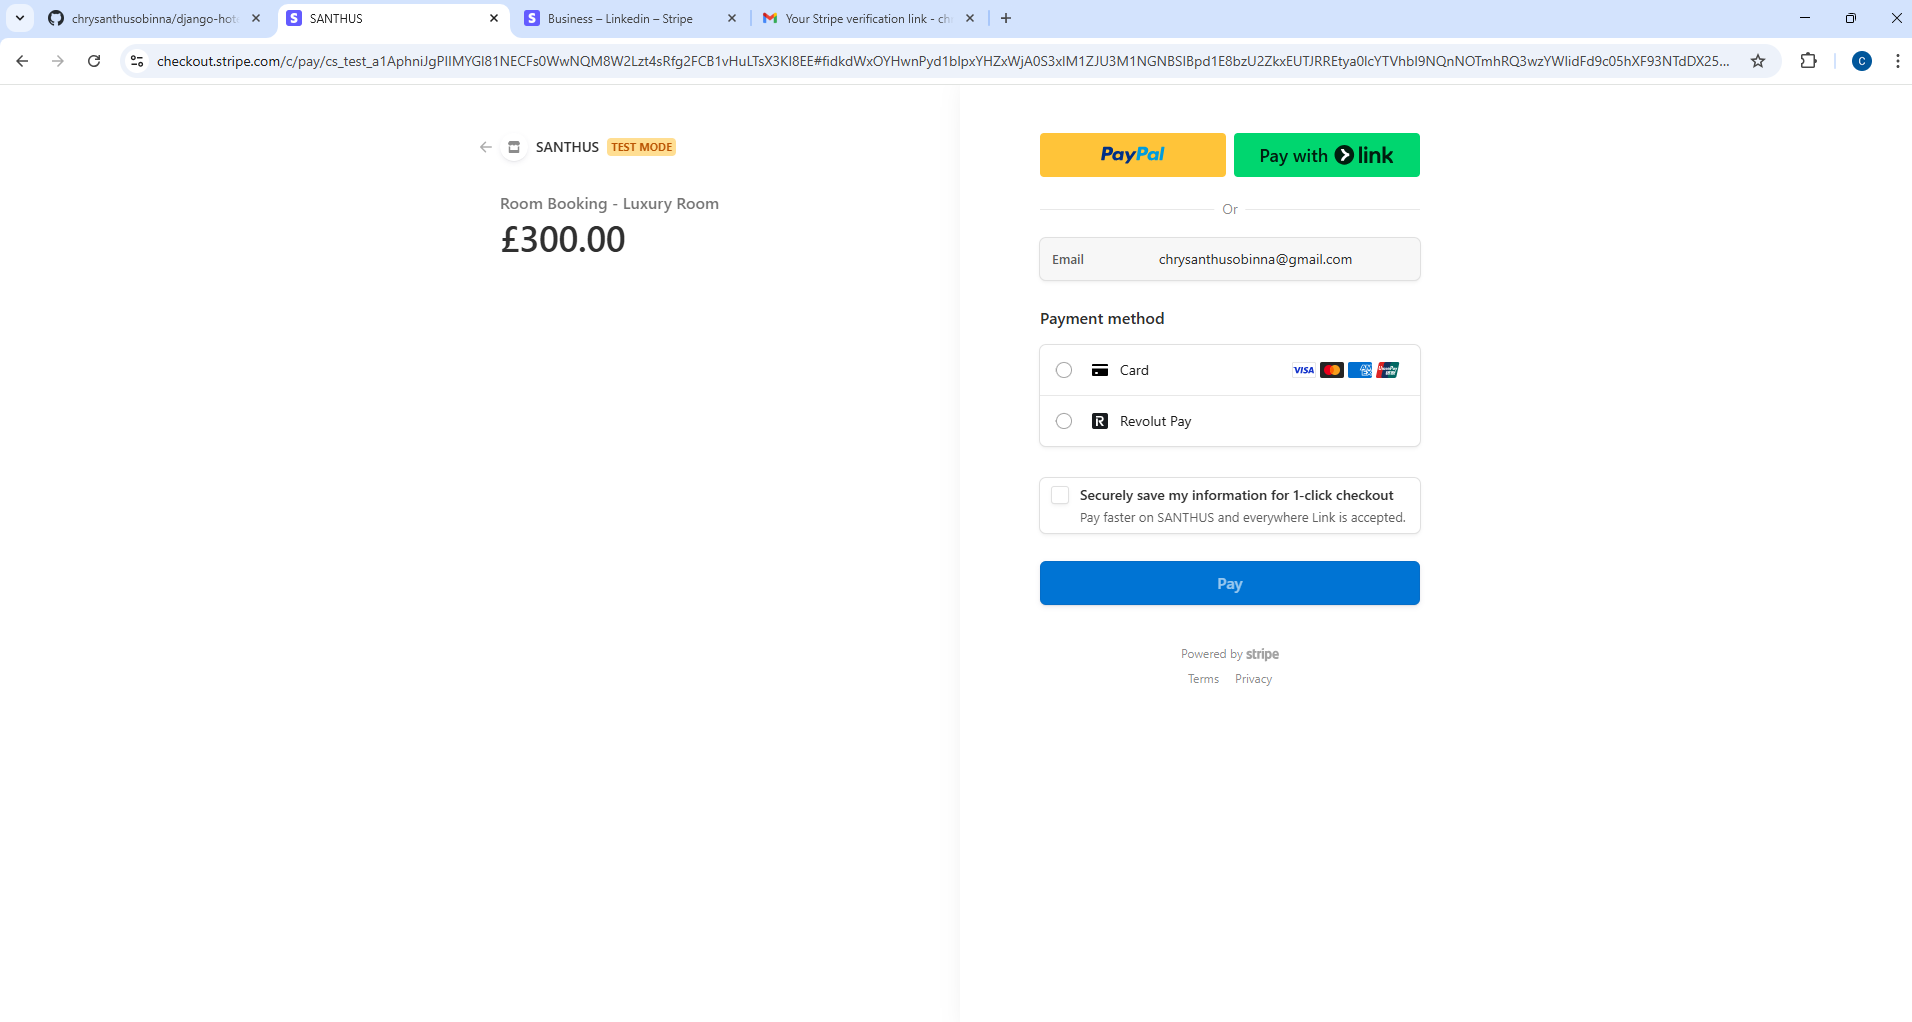 chrysanthusobinna/django-hot
SANTHUS
Business – Linkedin – Stripe
Your Stripe verification link - ch
checkout.stripe.com/c/pay/
C
SANTHUS TEST MODE
Room Booking - Luxury Room
£300.00
PayPal
Pay with link
Or
Email chrysanthusobinna@gmail.com
Payment method
Card VISA
Revolut Pay
Securely save my information for 1-click checkout
Pay faster on SANTHUS and everywhere Link is accepted.
Pay
Powered by stripe
Terms Privacy